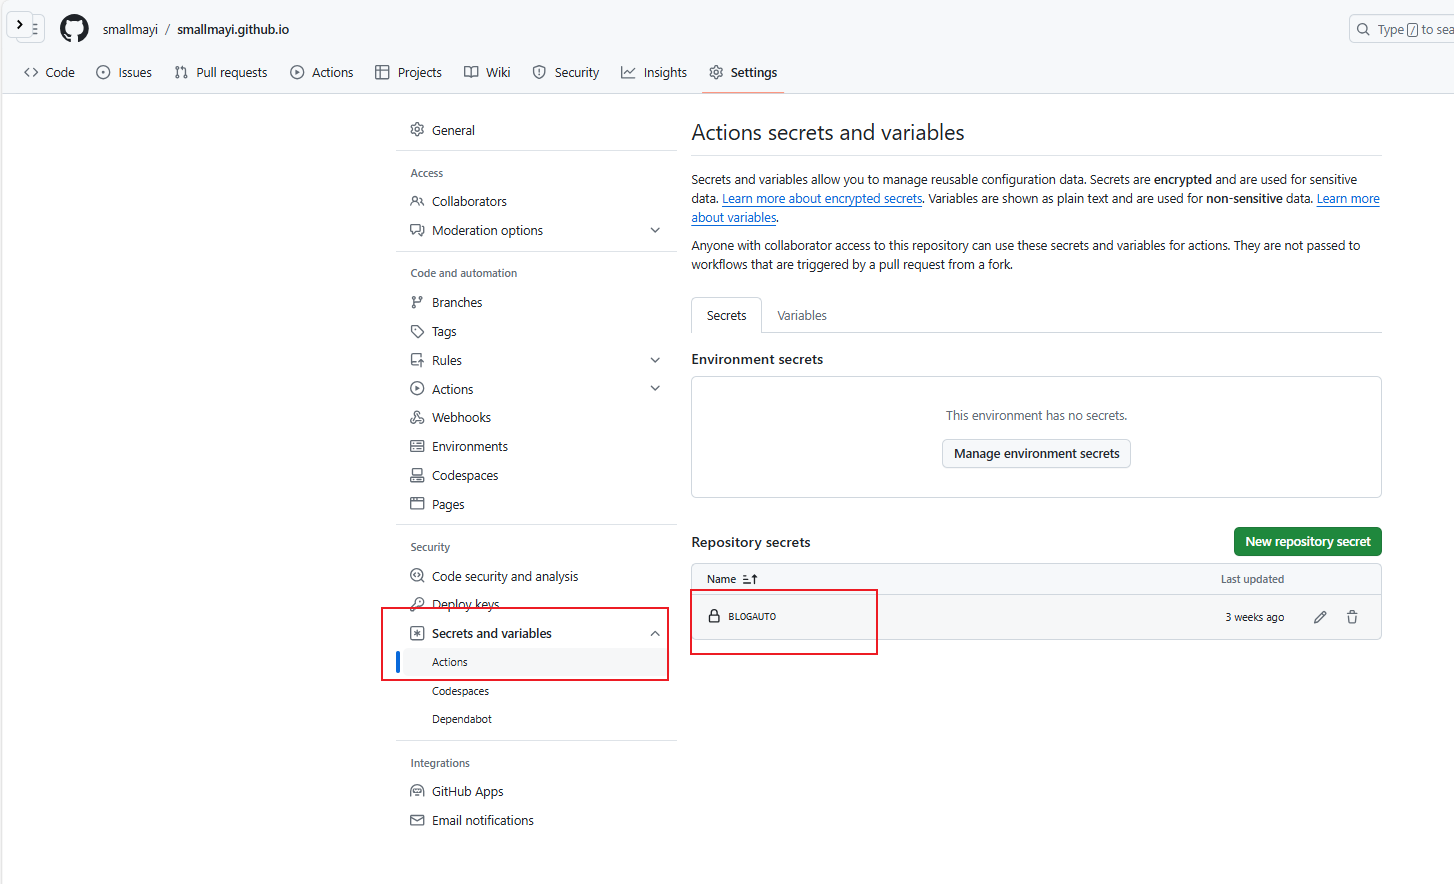 smallmayi / smallmayi.github.io
Type / to sea
Code Issues Pull requests Actions Projects Wiki Security Insights Settings
General
Access
Collaborators
Moderation options
Code and automation
Branches
Tags
Rules
Actions
Webhooks
Environments
Codespaces
Pages
Security
Code security and analysis
Deploy keys
Secrets and variables
Actions
Codespaces
Dependabot
Integrations
GitHub Apps
Email notifications
Actions secrets and variables
Secrets and variables allow you to manage reusable configuration data. Secrets are encrypted and are used for sensitive
data. Learn more about encrypted secrets. Variables are shown as plain text and are used for non-sensitive data. Learn more
about variables.
Anyone with collaborator access to this repository can use these secrets and variables for actions. They are not passed to
workflows that are triggered by a pull request from a fork.
Secrets Variables
Environment secrets
This environment has no secrets.
Manage environment secrets
Repository secrets
New repository secret
Name Last updated
BLOGAUTO 3 weeks ago